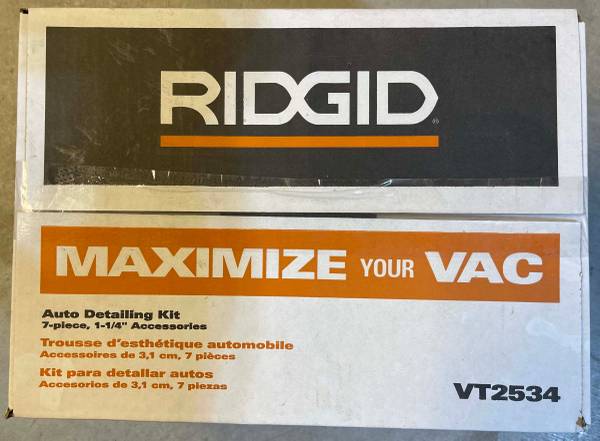 RIDGID®
MAXIMIZE YOUR VAC
Auto Detailing Kit
7-piece, 1-1/4" Accessories
Trousse d'esthétique automobile
Accessoires de 3,1 cm, 7 pièces
Kit para detallar autos
Accesorios de 3,1 cm, 7 piezas
VT2534